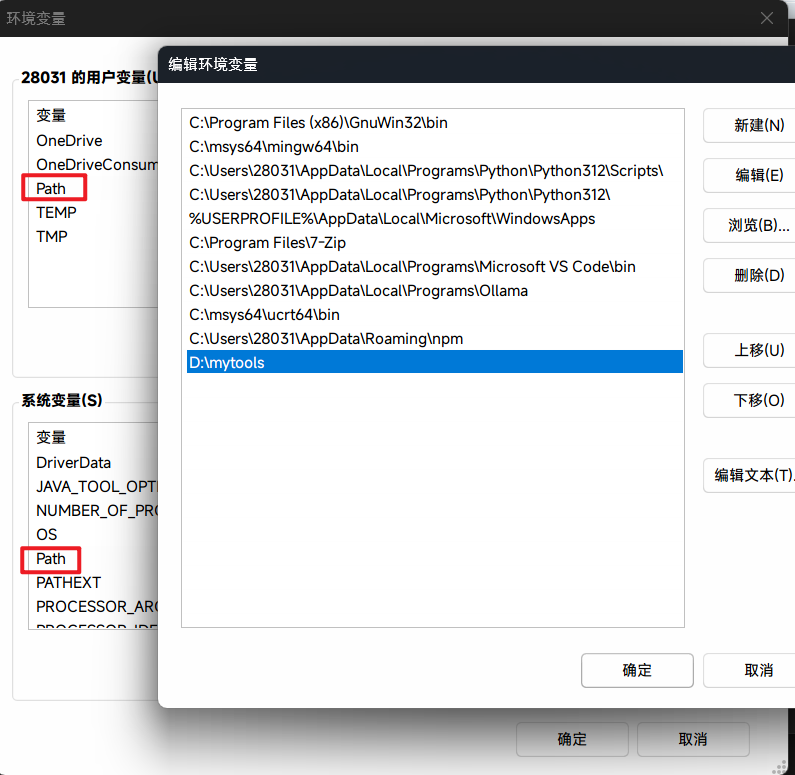 环境变量
28031 的用户变量(U
变量
OneDrive
OneDriveConsum
Path
TEMP
TMP
系统变量(S)
变量
DriverData
JAVA_TOOL_OPTI
NUMBER_OF_PRO
OS
Path
PATHEXT
PROCESSOR_ARC
PROCESSOR_IDE
确定
取消
编辑环境变量
C:\Program Files (x86)\GnuWin32\bin
C:\msys64\mingw64\bin
C:\Users\28031\AppData\Local\Programs\Python\Python312\Scripts\
C:\Users\28031\AppData\Local\Programs\Python\Python312\
%USERPROFILE%\AppData\Local\Microsoft\WindowsApps
C:\Program Files\7-Zip
C:\Users\28031\AppData\Local\Programs\Microsoft VS Code\bin
C:\Users\28031\AppData\Local\Programs\Ollama
C:\msys64\ucrt64\bin
C:\Users\28031\AppData\Roaming\npm
D:\mytools
新建(N)
编辑(E)
浏览(B)...
删除(D)
上移(U)
下移(O)
编辑文本(T).
确定
取消